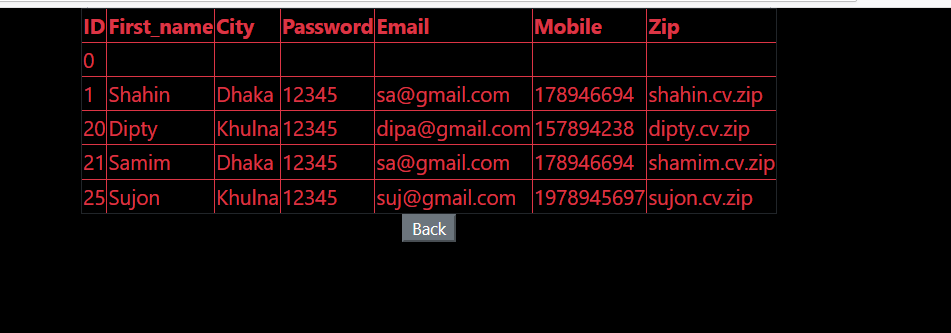 ID First_name City Password Email Mobile Zip
0
1 Shahin Dhaka 12345 sa@gmail.com 178946694 shahin.cv.zip
20 Dipty Khulna 12345 dipa@gmail.com 157894238 dipty.cv.zip
21 Samim Dhaka 12345 sa@gmail.com 178946694 shamim.cv.zip
25 Sujon Khulna 12345 suj@gmail.com 1978945697 sujon.cv.zip
Back